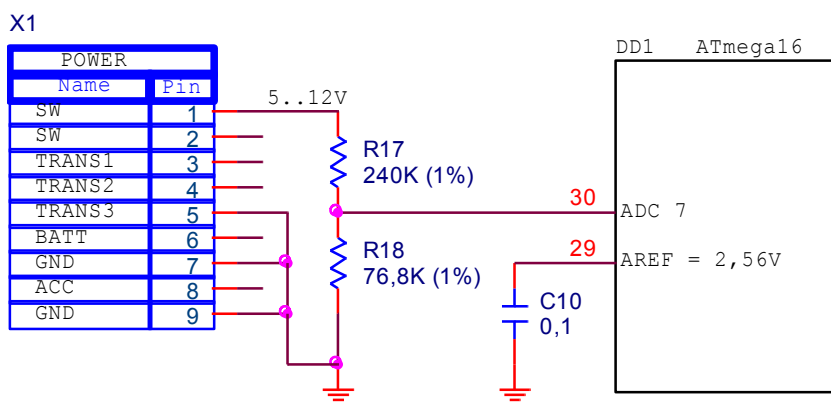 X1
POWER
Name Pin
SW 1
SW 2
TRANS1 3
TRANS2 4
TRANS3 5
BATT 6
GND 7
ACC 8
GND 9
5..12V
R17
240K (1%)
R18
76,8K (1%)
C10
0,1
DD1 ATmega16
30 ADC 7
29 AREF = 2,56V